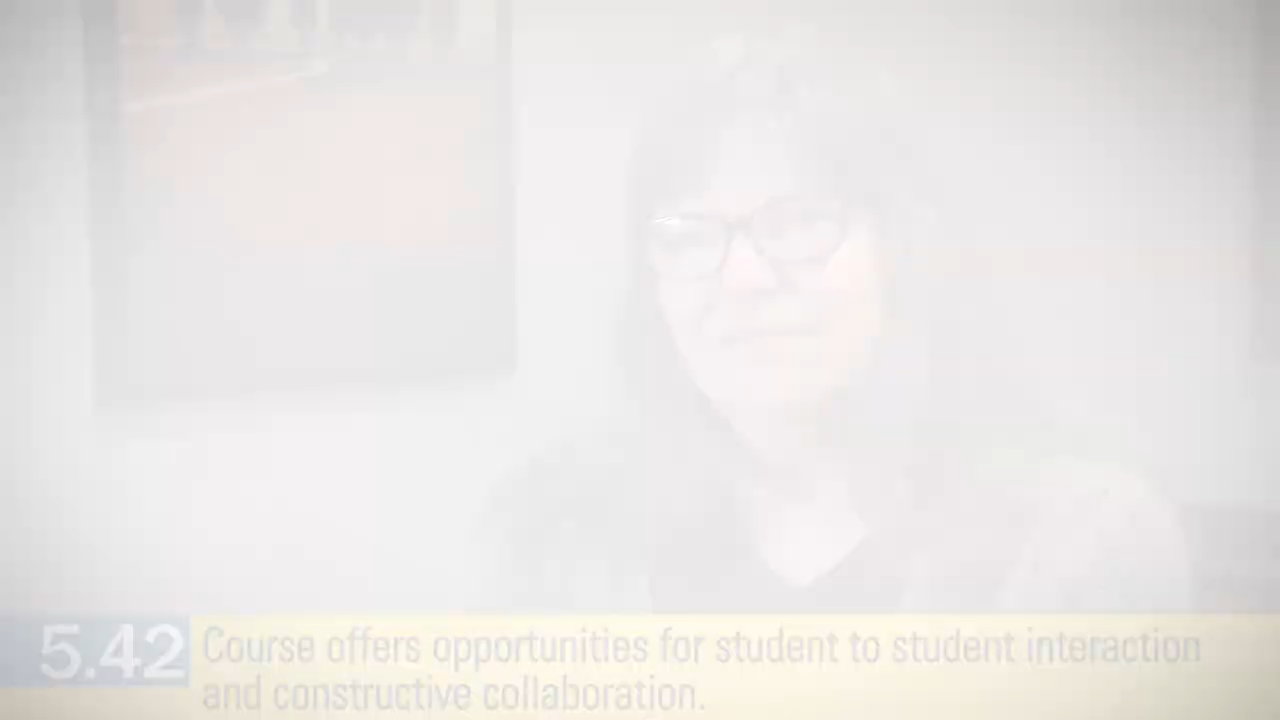 5.42 Course offers opportunities for student to student interaction
and constructive collaboration.